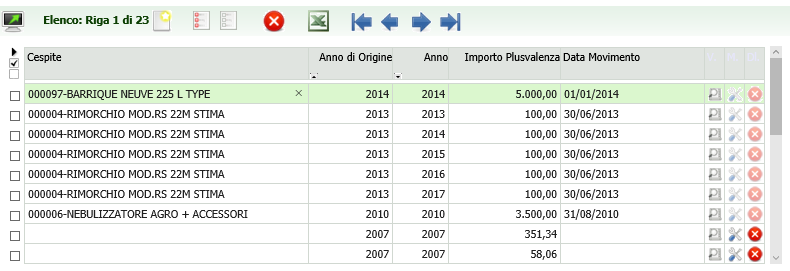 Elenco: Riga 1 di 23
Cespite Anno di Origine Anno Importo Plusvalenza Data Movimento V. M. C.
000097-BARRIQUE NEUVE 225 L TYPE 2014 2014 5.000,00 01/01/2014
000004-RIMORCHIO MOD.RS 22M STIMA 2013 2013 100,00 30/06/2013
000004-RIMORCHIO MOD.RS 22M STIMA 2013 2014 100,00 30/06/2013
000004-RIMORCHIO MOD.RS 22M STIMA 2013 2015 100,00 30/06/2013
000004-RIMORCHIO MOD.RS 22M STIMA 2013 2016 100,00 30/06/2013
000004-RIMORCHIO MOD.RS 22M STIMA 2013 2017 100,00 30/06/2013
000006-NEBULIZZATORE AGRO + ACCESSORI 2010 2010 3.500,00 31/08/2010
2007 2007 351,34
2007 2007 58,06